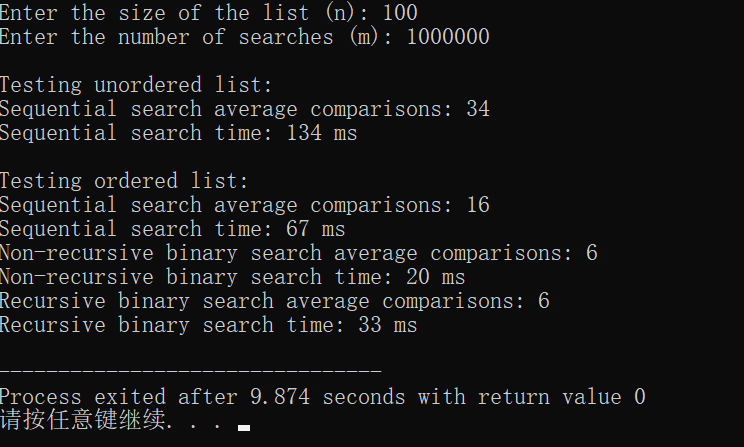 Enter the size of the list (n): 100
Enter the number of searches (m): 1000000
Testing unordered list:
Sequential search average comparisons: 34
Sequential search time: 134 ms
Testing ordered list:
Sequential search average comparisons: 16
Sequential search time: 67 ms
Non-recursive binary search average comparisons: 6
Non-recursive binary search time: 20 ms
Recursive binary search average comparisons: 6
Recursive binary search time: 33 ms
--------------------------------
Process exited after 9.874 seconds with return value 0
请按任意键继续. . .